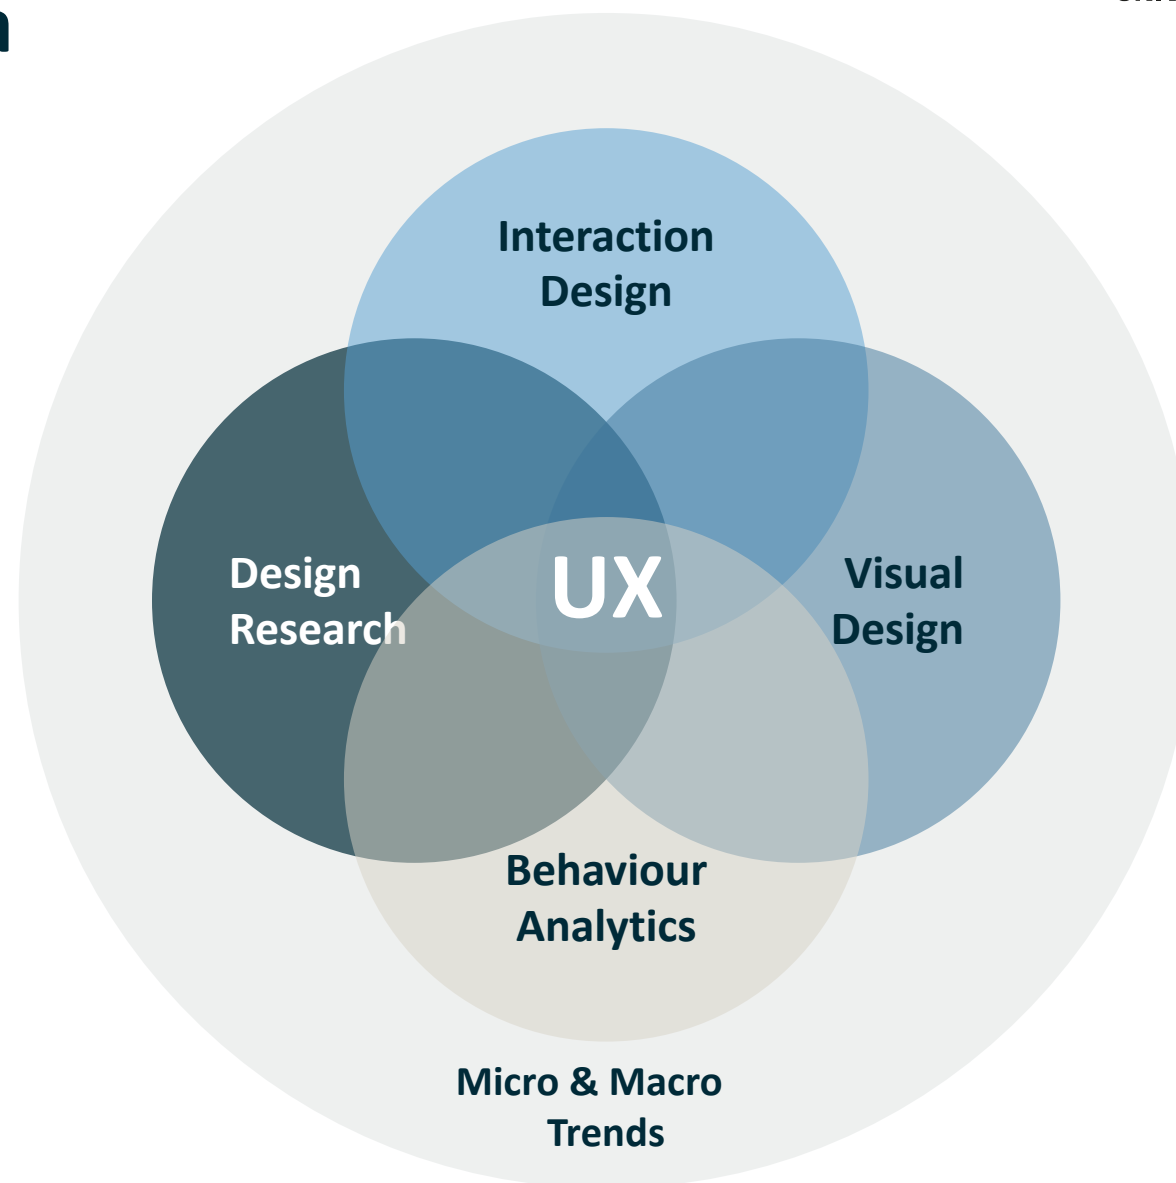 Interaction
Design
Design
Research
UX
Visual
Design
Behaviour
Analytics
Micro & Macro
Trends